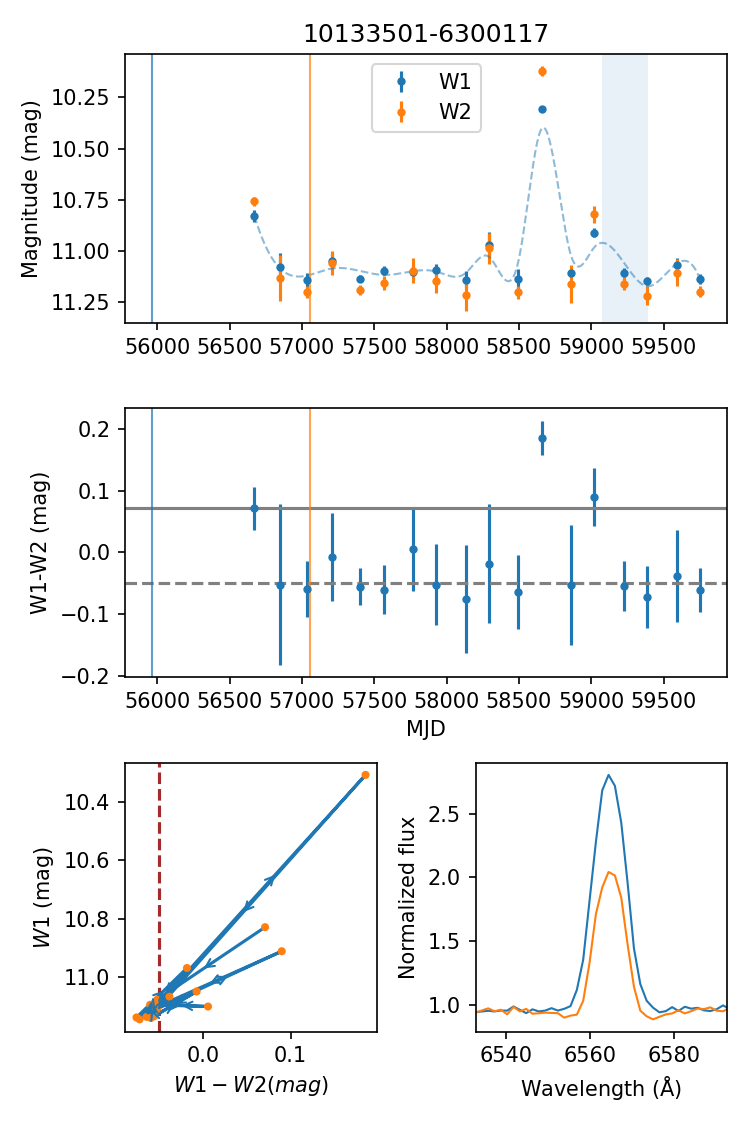 10133501-6300117
Magnitude (mag)
10.25
10.50
10.75
11.00
11.25
W1
W2
56000 56500 57000 57500 58000 58500 59000 59500
W1-W2 (mag)
0.2
0.1
0.0
−0.1
−0.2
56000 56500 57000 57500 58000 58500 59000 59500
MJD
W1 (mag)
10.4
10.6
10.8
11.0
0.0 0.1
W1 − W2(mag)
Normalized flux
2.5
2.0
1.5
1.0
6540 6560 6580
Wavelength (Å)